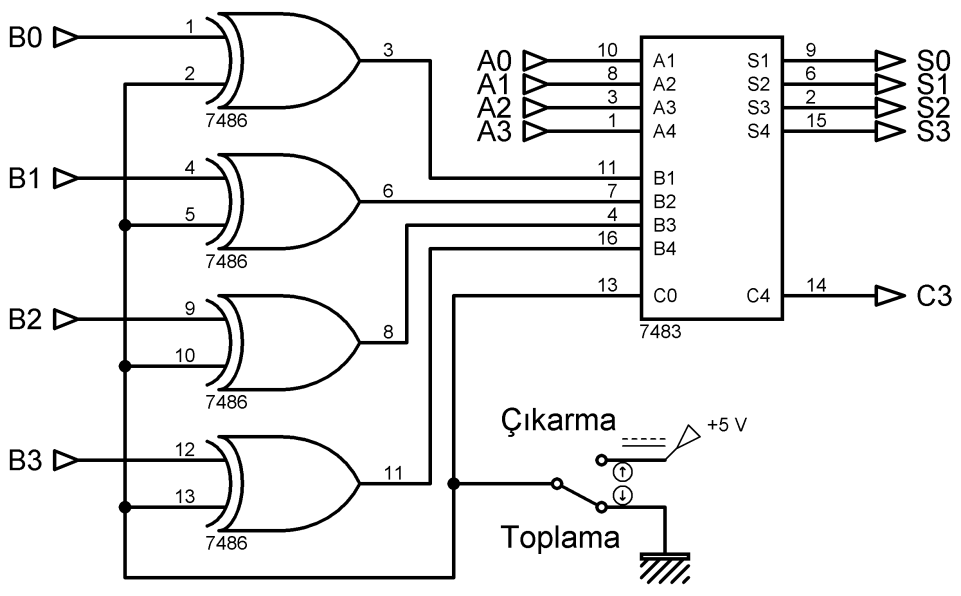 B0
1
2
3
7486
B1
4
5
6
7486
B2
9
10
8
7486
B3
12
13
11
7486
A0 10 A1 S1 9 S0
A1 8 A2 S2 6 S1
A2 3 A3 S3 2 S2
A3 1 A4 S4 15 S3
11 B1
7 B2
4 B3
16 B4
13 C0 C4 14 C3
7483
Çıkarma
+5 V
Toplama